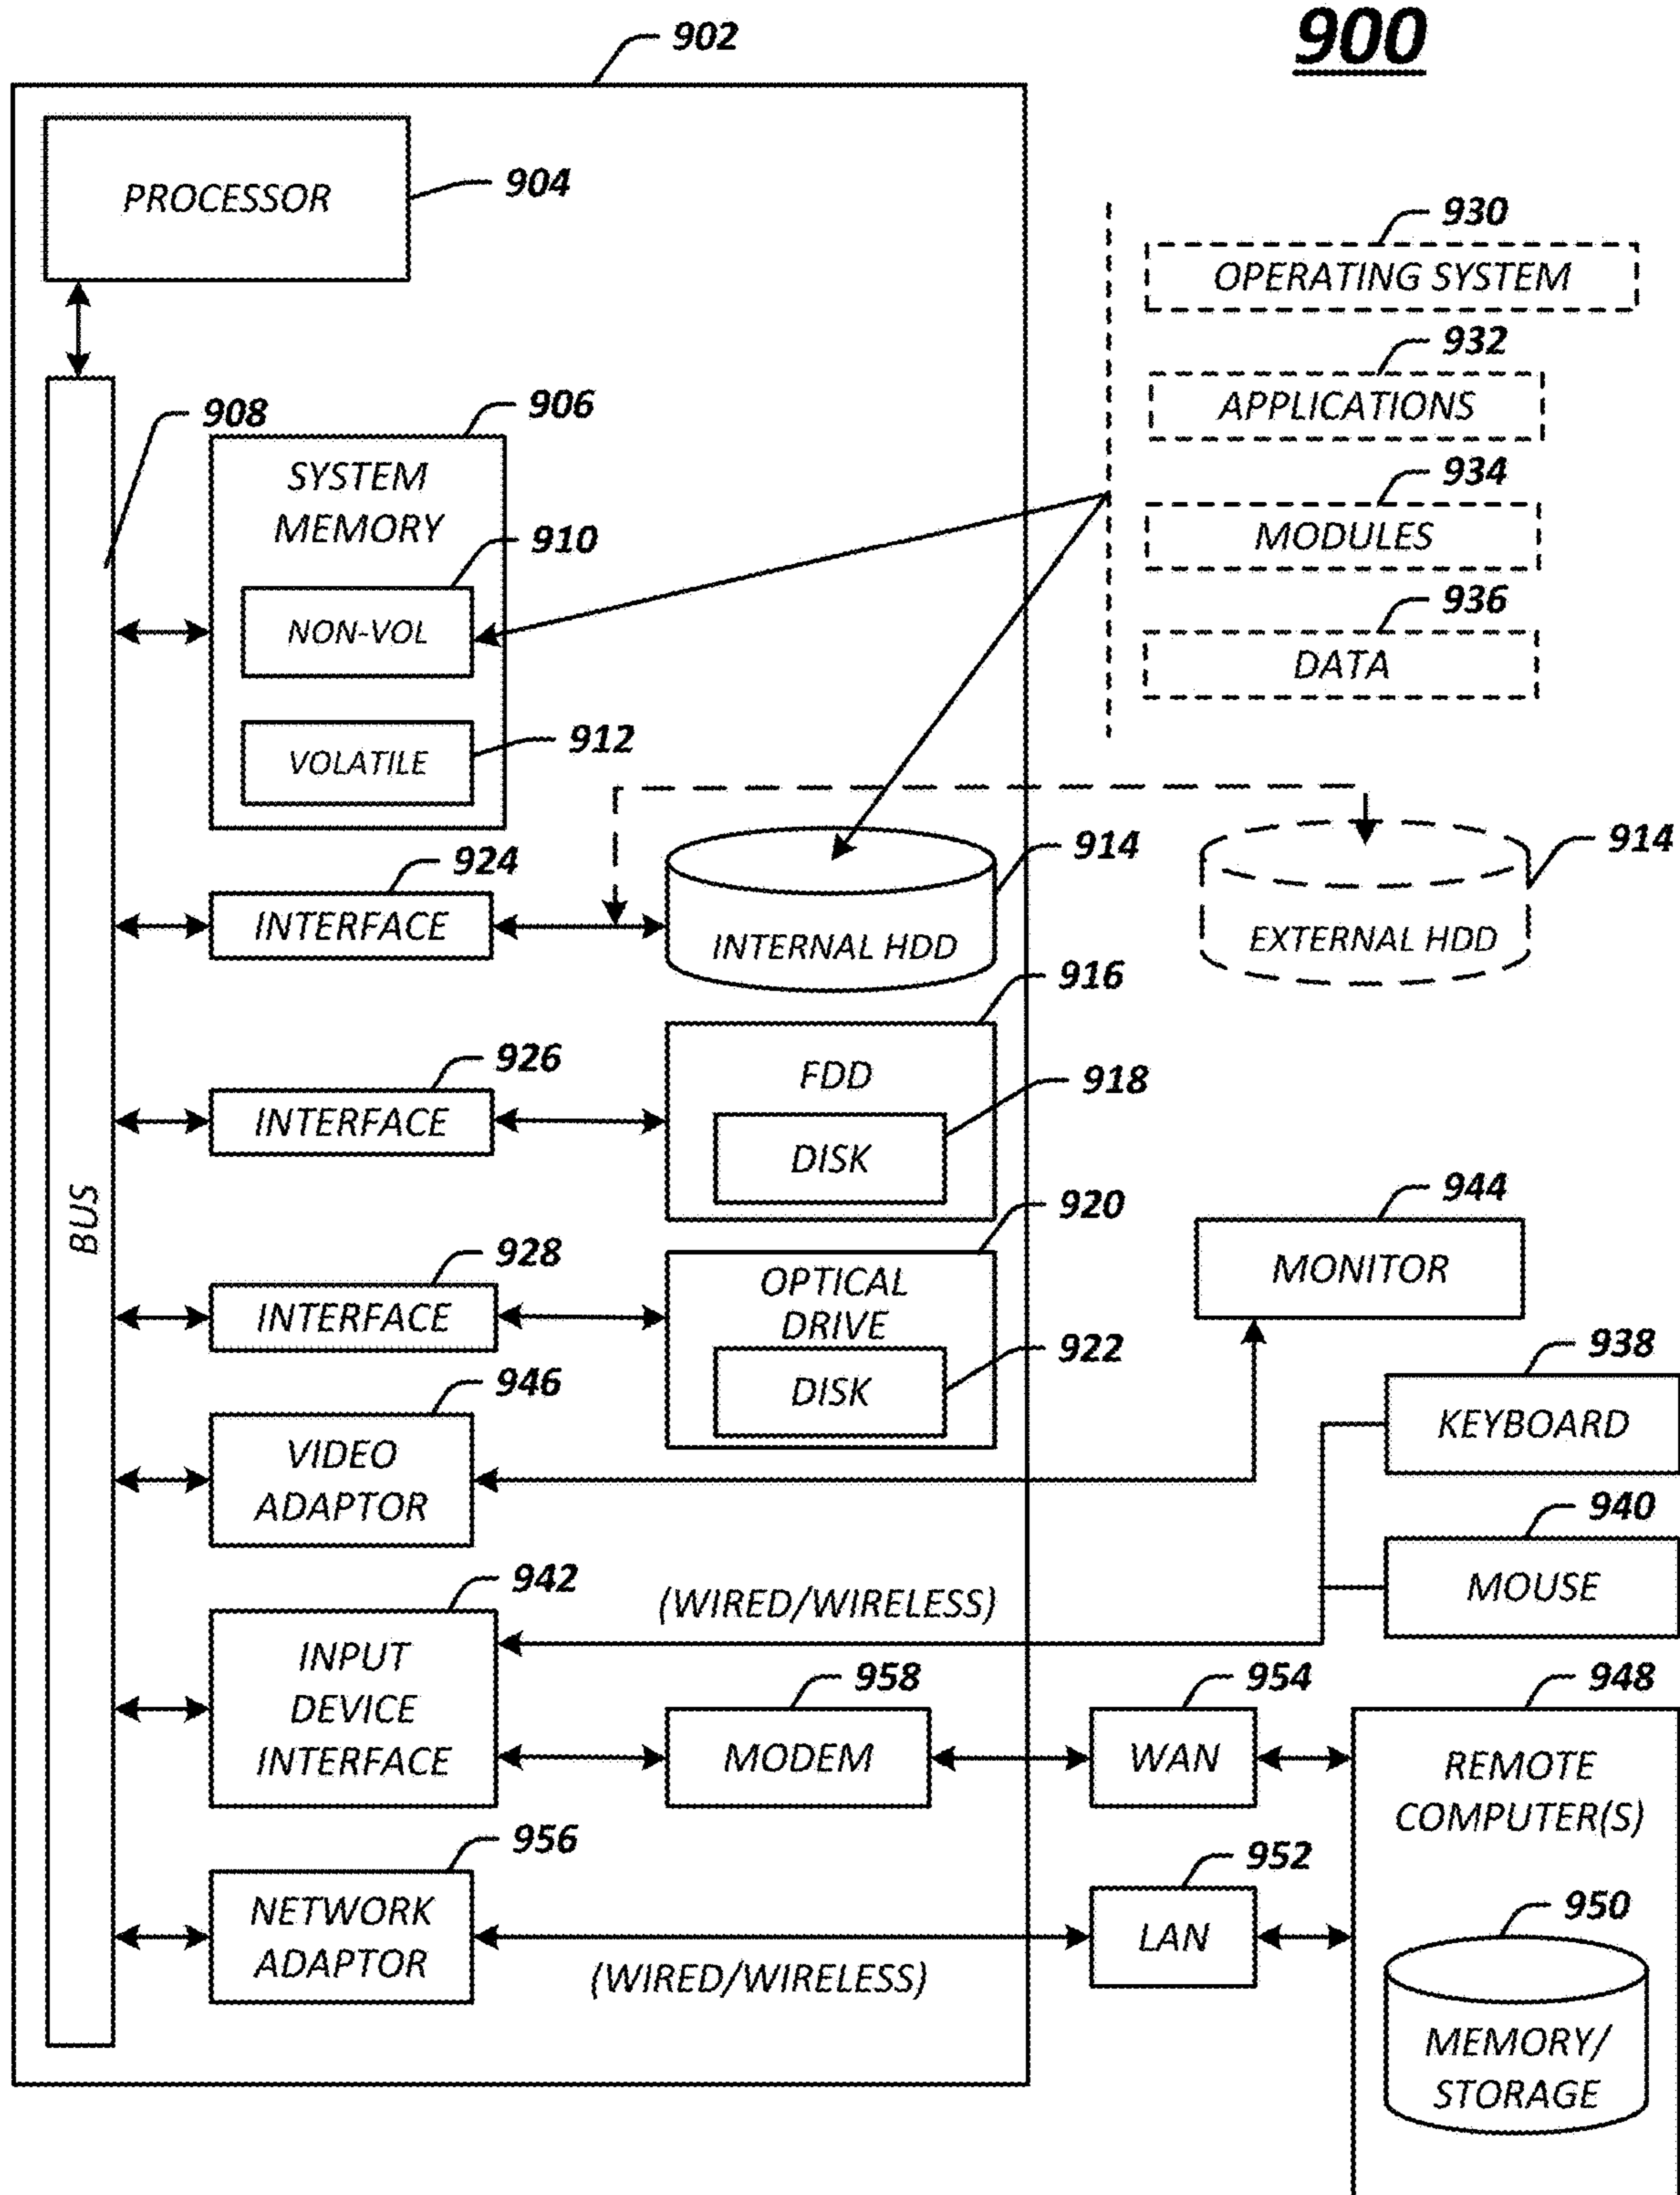 900
902
PROCESSOR
904
930
OPERATING SYSTEM
932
APPLICATIONS
934
MODULES
936
DATA
908
906
SYSTEM
MEMORY
910
NON-VOL
912
VOLATILE
924
INTERFACE
914
INTERNAL HDD
914
EXTERNAL HDD
916
926
INTERFACE
FDD
918
DISK
BUS
920
928
INTERFACE
OPTICAL
DRIVE
922
DISK
944
MONITOR
938
KEYBOARD
946
VIDEO
ADAPTOR
940
MOUSE
942
(WIRED/WIRELESS)
INPUT
DEVICE
INTERFACE
958
MODEM
954
WAN
948
REMOTE
COMPUTER(S)
956
NETWORK
ADAPTOR
(WIRED/WIRELESS)
952
LAN
950
MEMORY/
STORAGE